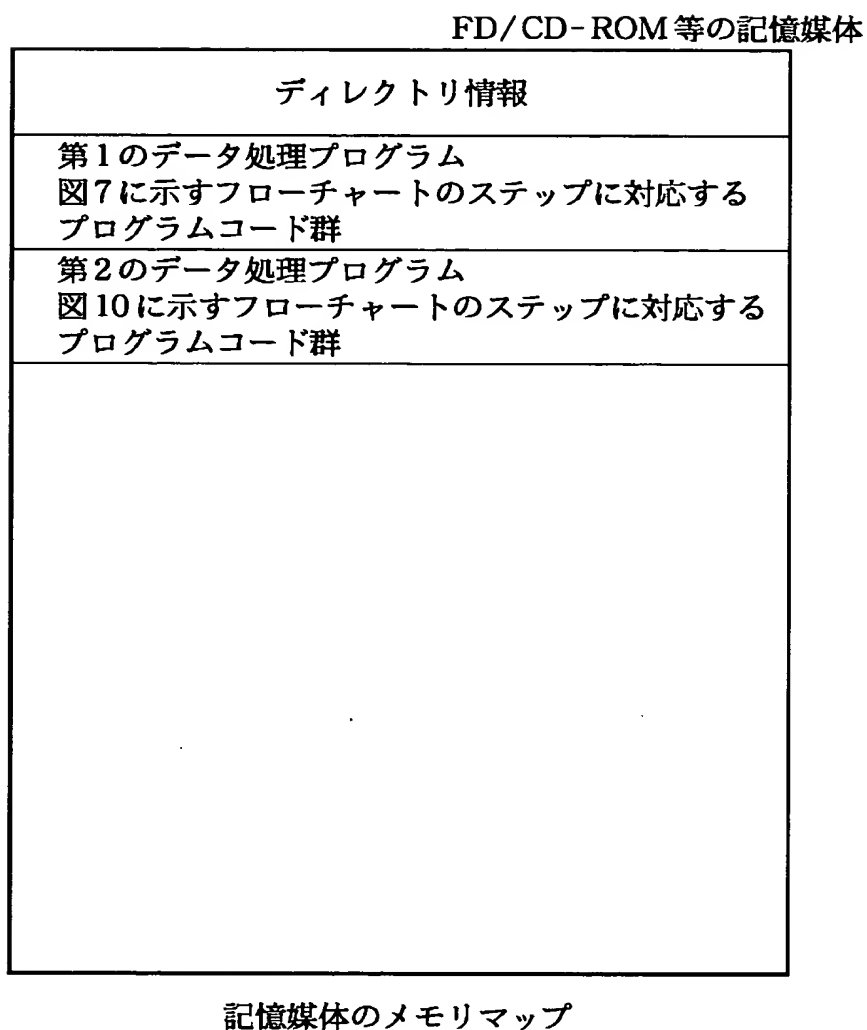 FD/CD-ROM等の記憶媒体
ディレクトリ情報
第1のデータ処理プログラム
図7に示すフローチャートのステップに対応する
プログラムコード群
第2のデータ処理プログラム
図10に示すフローチャートのステップに対応する
プログラムコード群
記憶媒体のメモリマップ